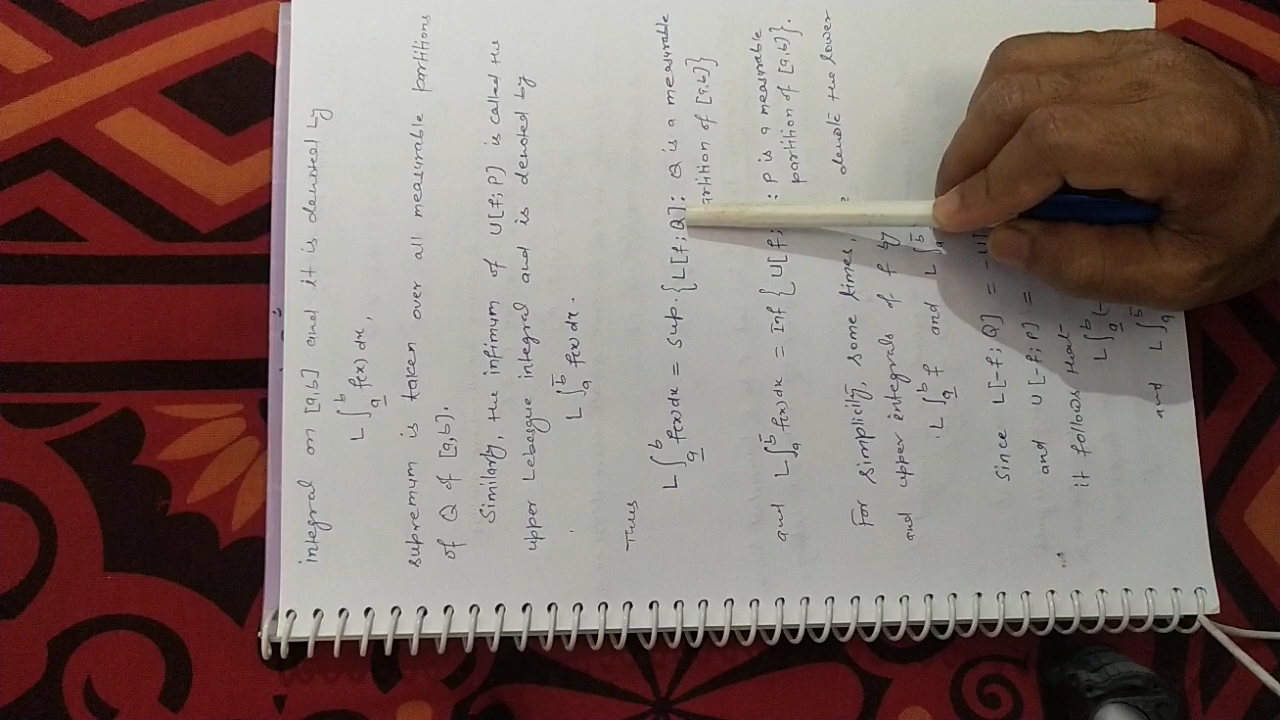 integral on [a,b] and it is denoted by
L∫_a̲^b f(x) dx,
supremum is taken over all measurable partitions
of Q of [a,b].
Similarly, the infimum of U[f;P] is called the
upper Lebesgue integral and is denoted by
L∫_a^b̅ f(x) dx.
Thus
L∫_a̲^b f(x) dx = sup. {L[f;Q]: Q is a measurable
partition of [a,b]}
and L∫_a^b̅ f(x) dx = Inf {U[f; : P is a measurable
partition of [a,b]}.
For simplicity, some times, denote the lower
and upper integrals of f by
L∫_a̲^b f and L∫_a^b̅
Since L[-f;Q] = -U[
and U[-f;P] =
it follows that
L∫_a̲^b (-
and L∫_a^b̅